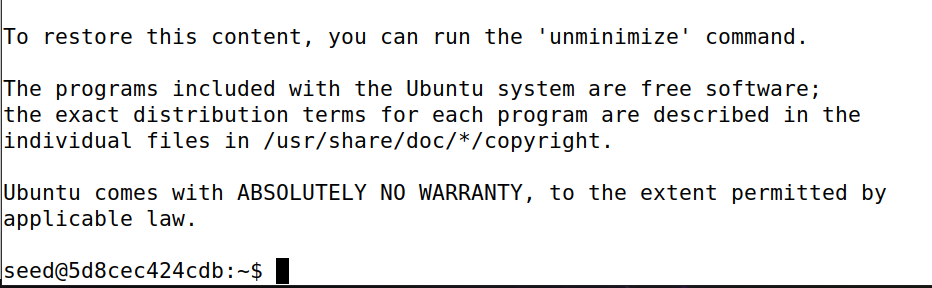 To restore this content, you can run the 'unminimize' command.
The programs included with the Ubuntu system are free software;
the exact distribution terms for each program are described in the
individual files in /usr/share/doc/*/copyright.
Ubuntu comes with ABSOLUTELY NO WARRANTY, to the extent permitted by
applicable law.
seed@5d8cec424cdb:~$